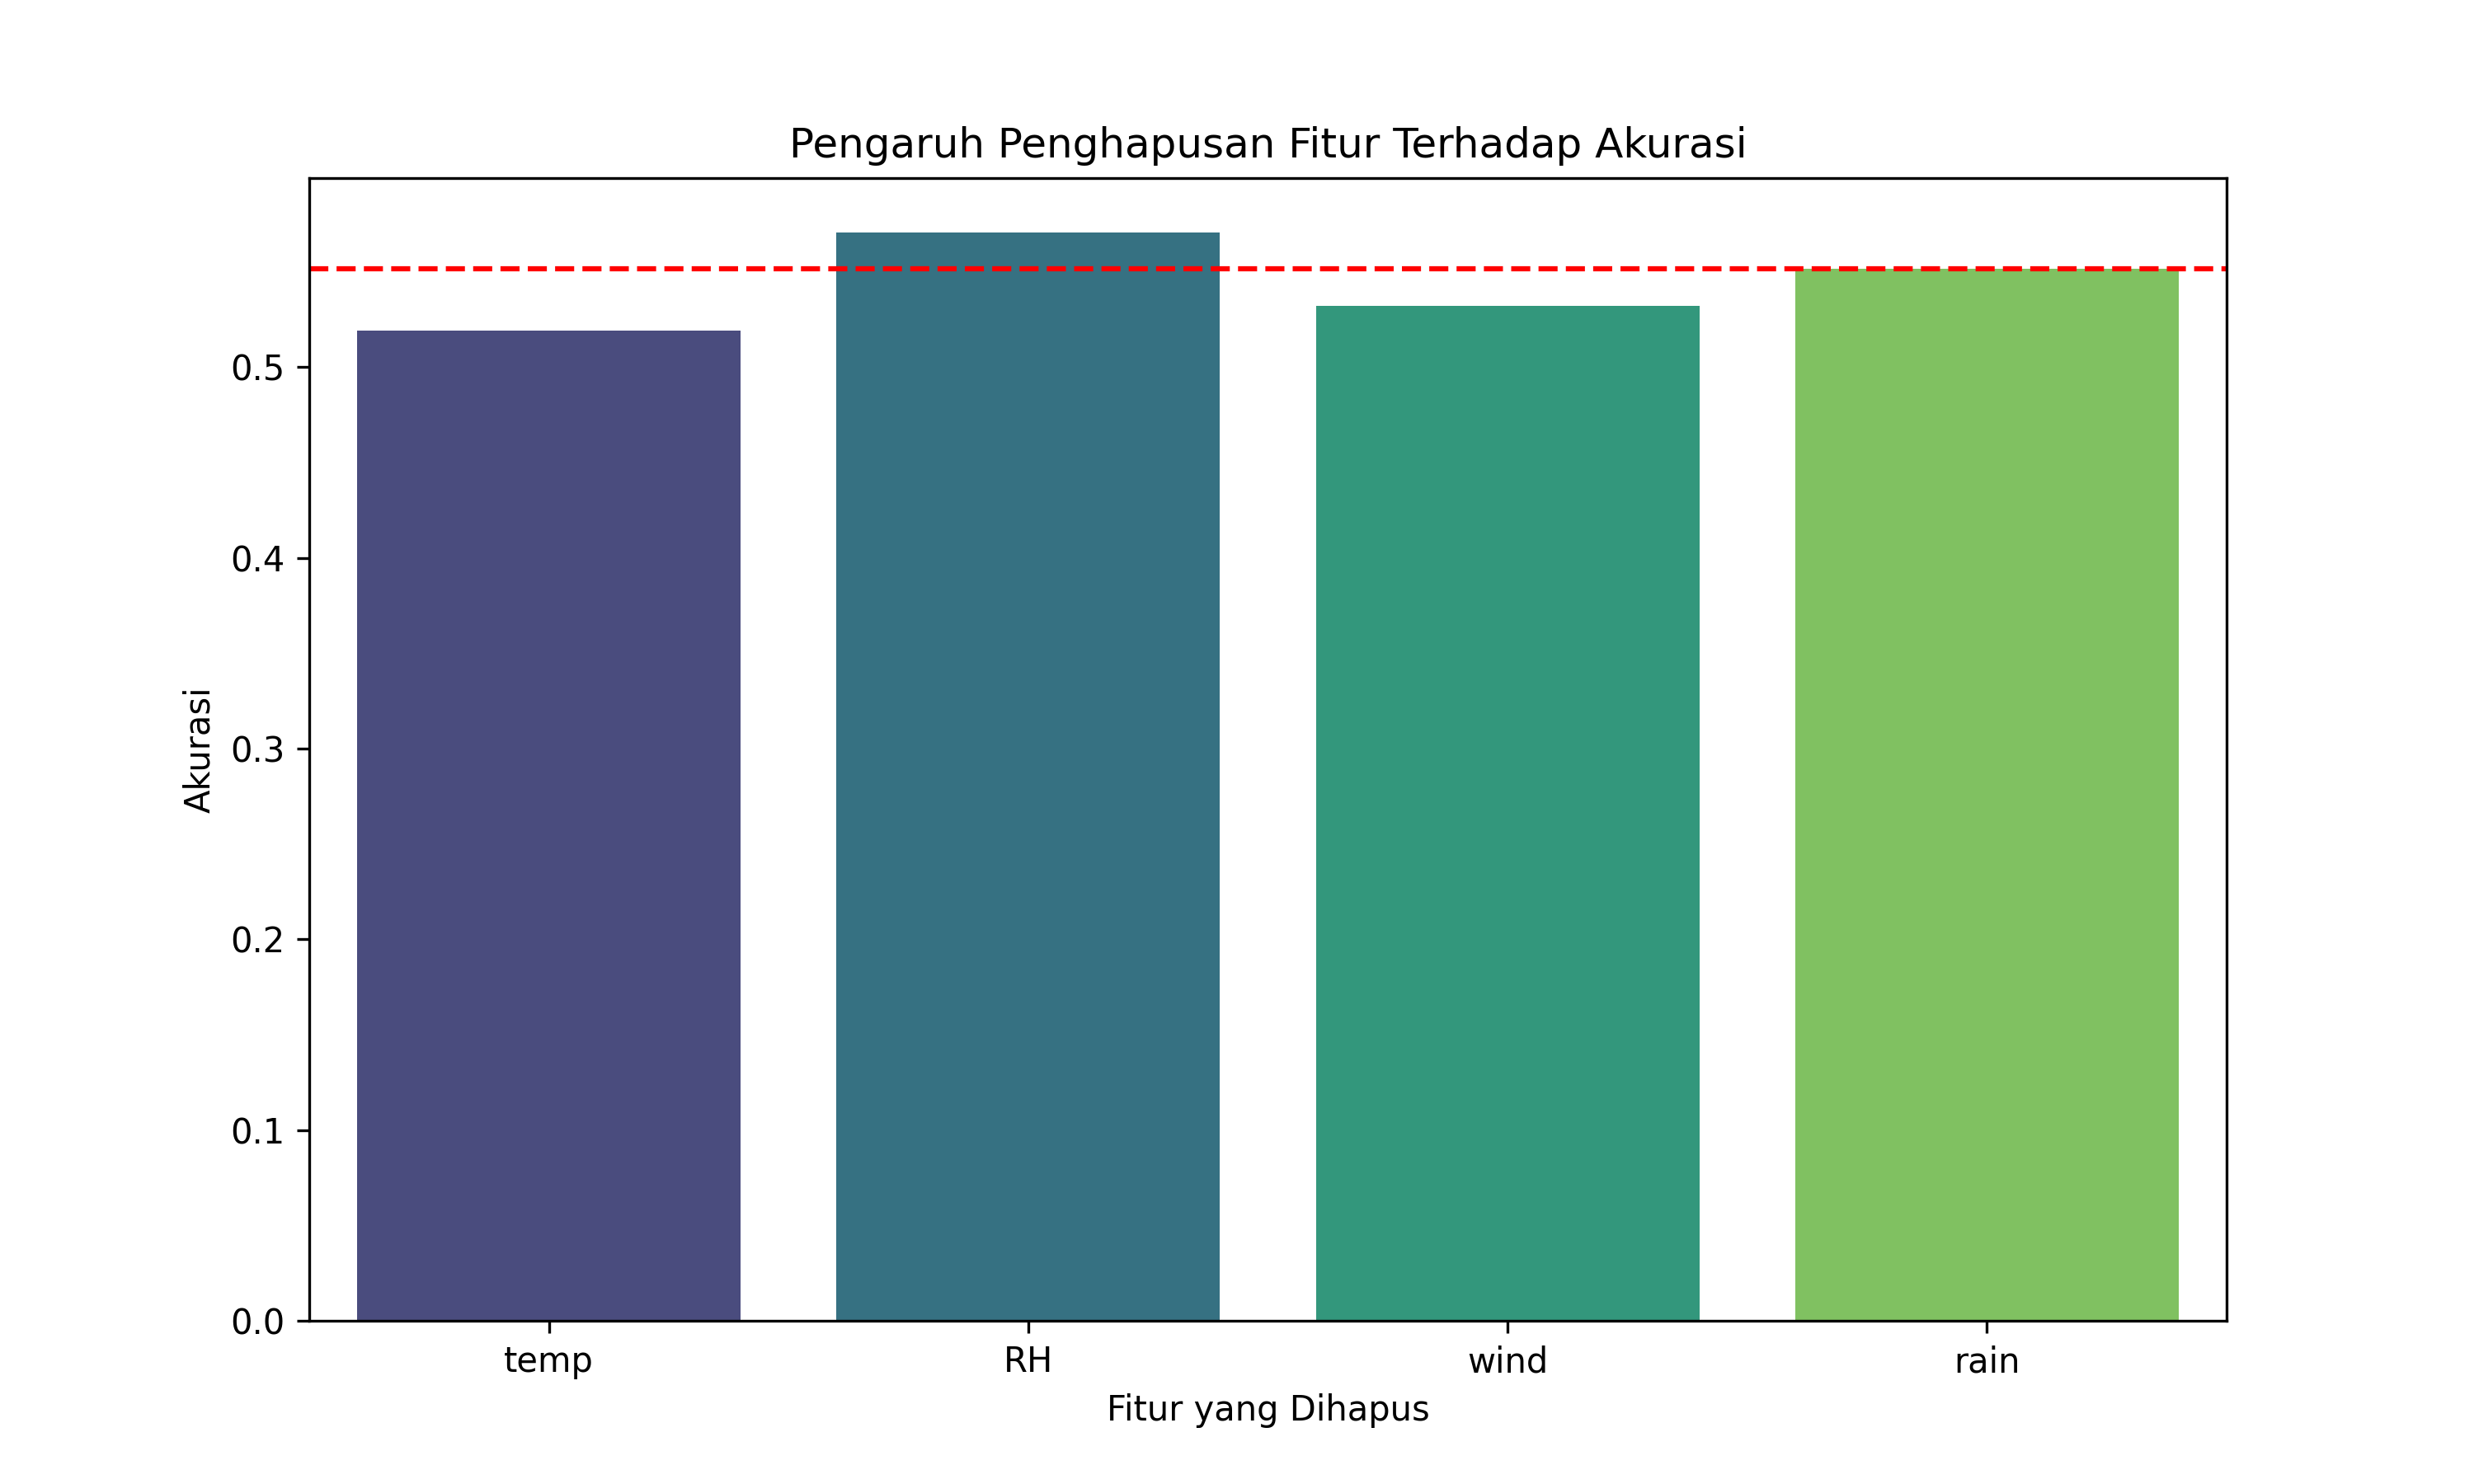 Pengaruh Penghapusan Fitur Terhadap Akurasi
Akurasi
0.5
0.4
0.3
0.2
0.1
0.0
temp RH wind rain
Fitur yang Dihapus